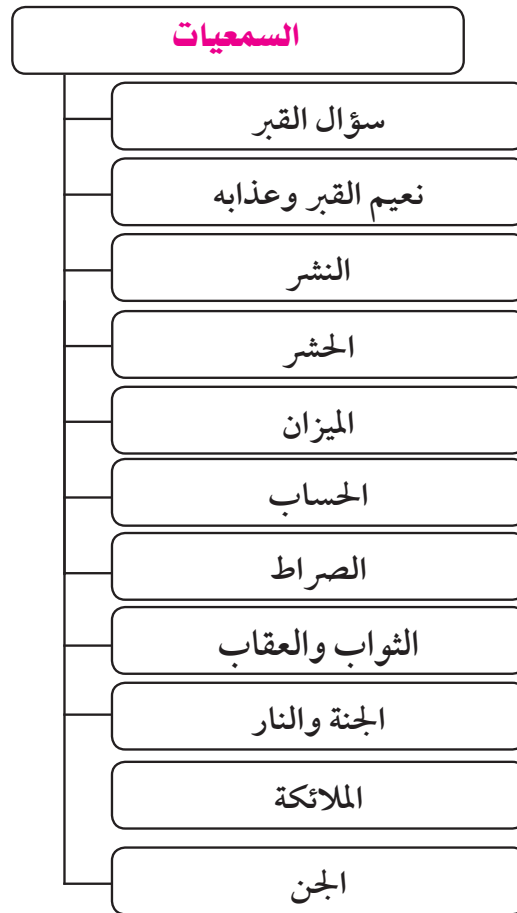 السمعيات
سؤال القبر
نعيم القبر وعذابه
النشر
الحشر
الميزان
الحساب
الصراط
الثواب والعقاب
الجنة والنار
الملائكة
الجن